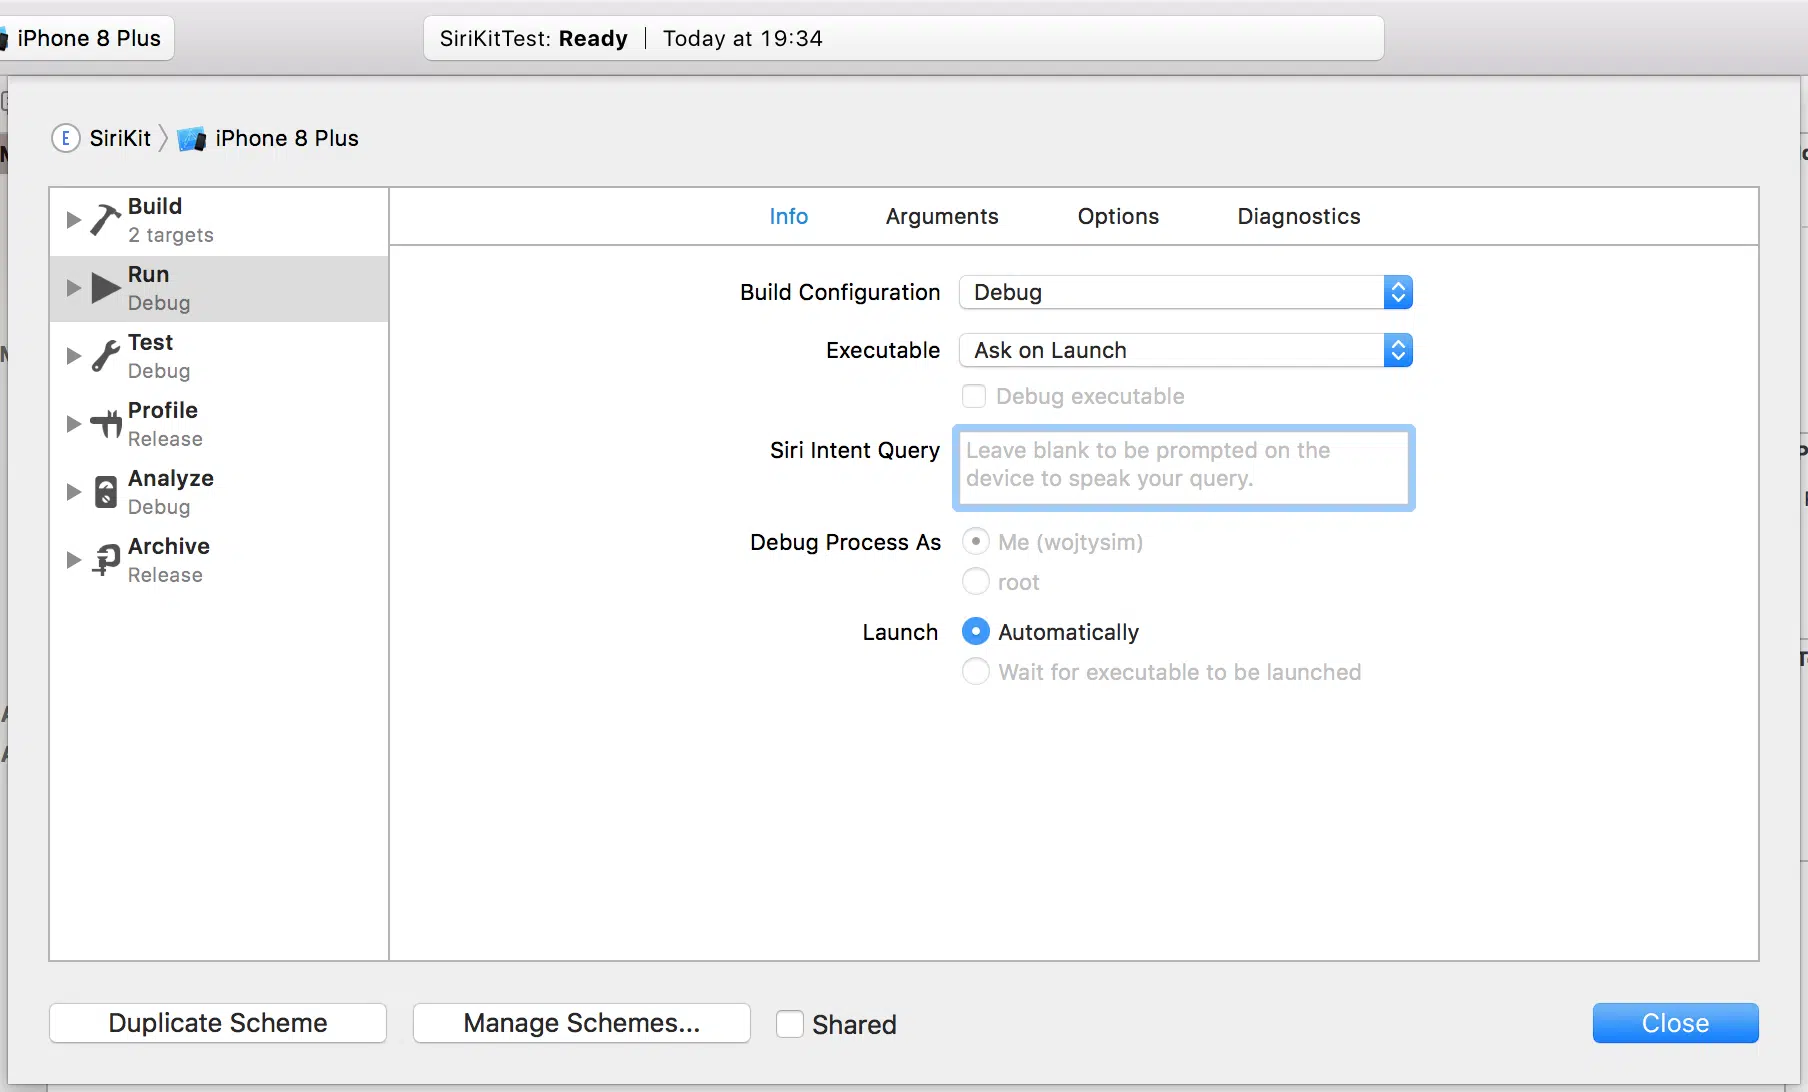 iPhone 8 Plus
SiriKitTest: Ready | Today at 19:34
E SiriKit 〉 iPhone 8 Plus
Build
2 targets
Run
Debug
Test
Debug
Profile
Release
Analyze
Debug
Archive
Release
Info Arguments Options Diagnostics
Build Configuration Debug
Executable Ask on Launch
Debug executable
Siri Intent Query Leave blank to be prompted on the
device to speak your query.
Debug Process As Me (wojtysim)
root
Launch Automatically
Wait for executable to be launched
Duplicate Scheme Manage Schemes... Shared Close